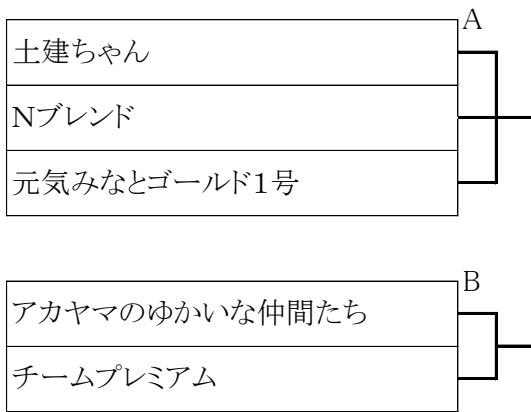 A
土建ちゃん
Nブレンド
元気みなとゴールド1号
B
アカヤマのゆかいな仲間たち
チームプレミアム